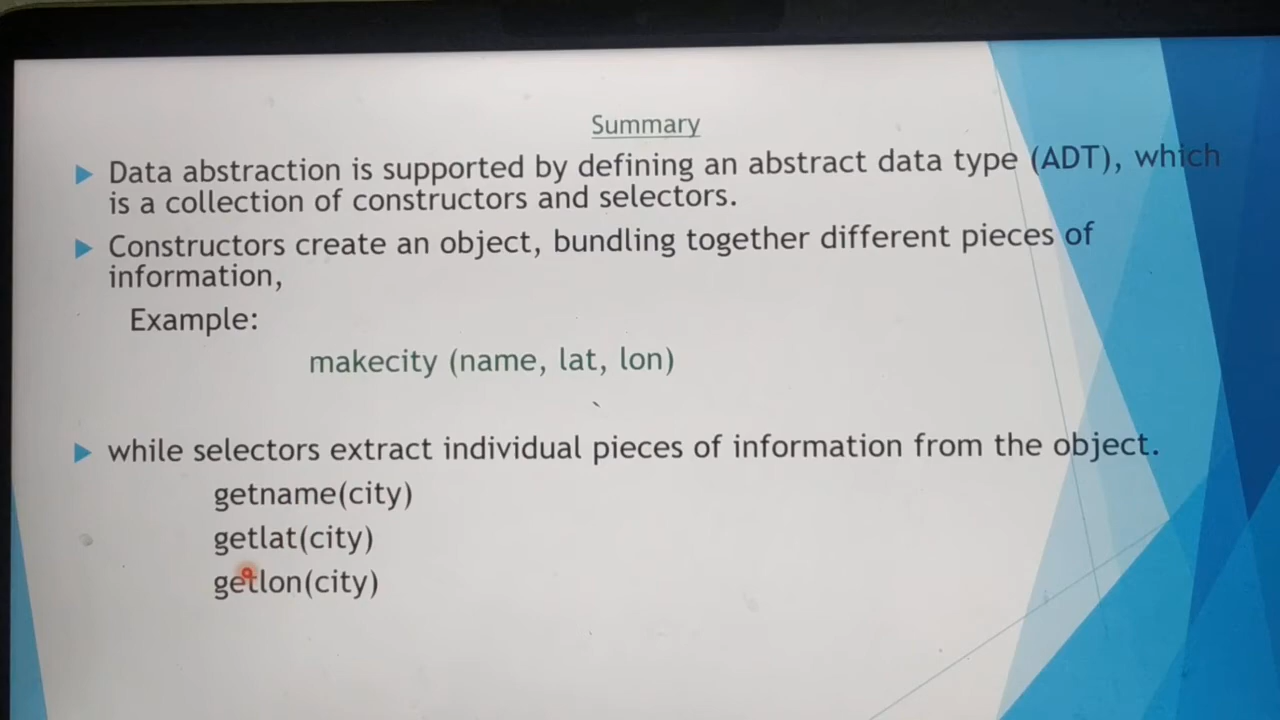 Summary
Data abstraction is supported by defining an abstract data type (ADT), which
is a collection of constructors and selectors.
Constructors create an object, bundling together different pieces of
information,
Example:
makecity (name, lat, lon)
while selectors extract individual pieces of information from the object.
getname(city)
getlat(city)
getlon(city)